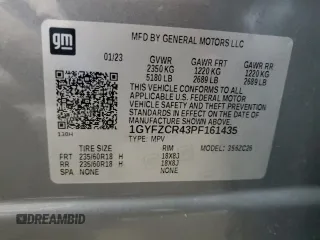 gm
MFD BY GENERAL MOTORS LLC
01/23 GVWR GAWR FRT GAWR RR
2350 KG 1220 KG 1220 KG
5180 LB 2689 LB 2689 LB
THIS VEHICLE CONFORMS TO ALL APPLICABLE U.S. FEDERAL MOTOR VEHICLE SAFETY, BUMPER, AND THEFT PREVENTION STANDARDS IN EFFECT ON THE DATE OF MANUFACTURE SHOWN ABOVE.
1GYFZCR43PF161435
TYPE: MPV
TIRE SIZE RIM
FRT 235/60R18 H 18X8J
RR 235/60R18 H 18X8J
SPA NONE NONE
DREAMBID